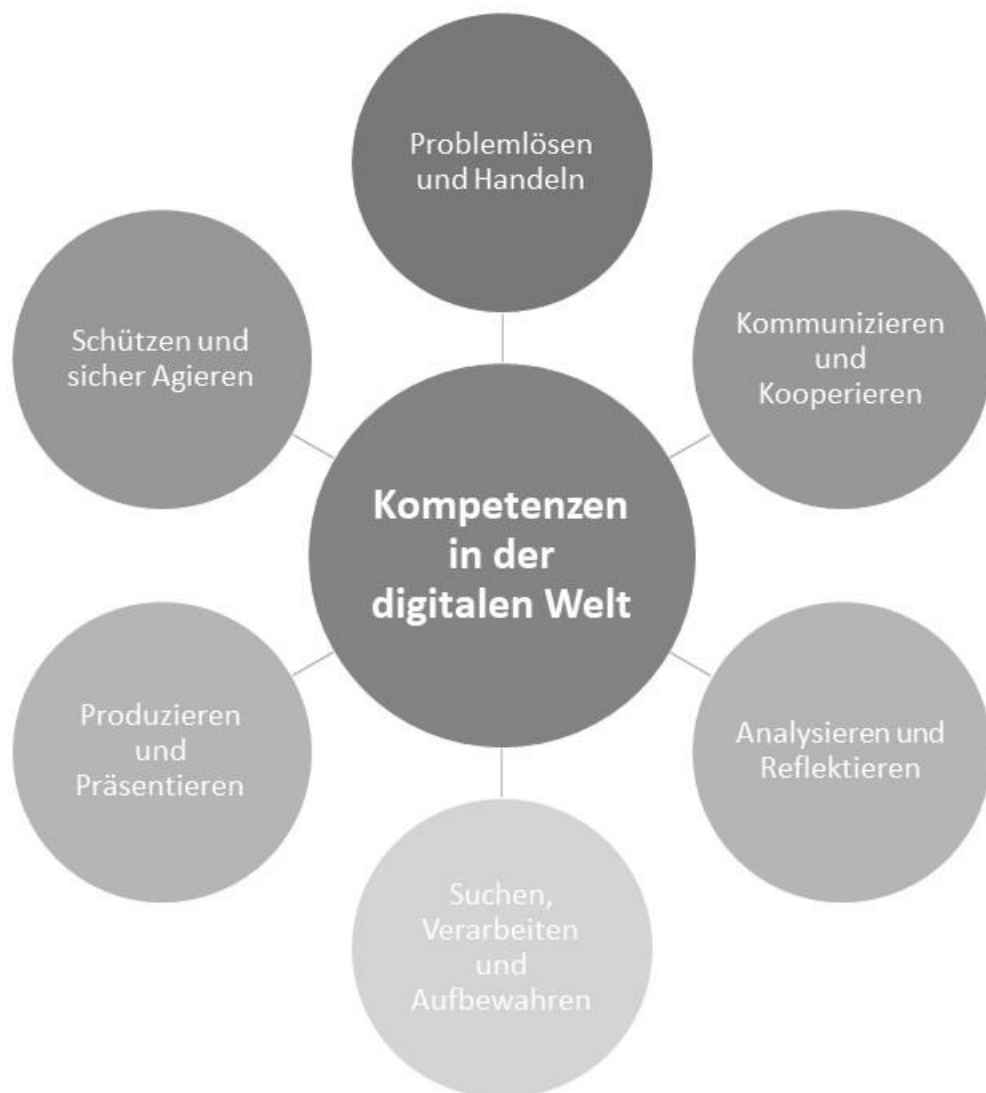 Problemlösen
und Handeln
Kommunizieren
und
Kooperieren
Analysieren und
Reflektieren
Suchen,
Verarbeiten
und
Aufbewahren
Produzieren
und
Präsentieren
Schützen und
sicher Agieren
Kompetenzen
in der
digitalen Welt